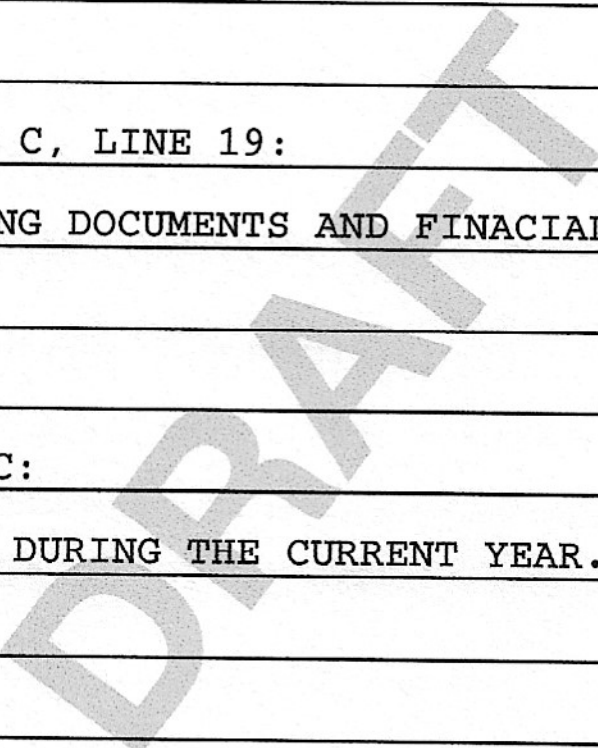 C, LINE 19:
NG DOCUMENTS AND FINACIAL
C:
DURING THE CURRENT YEAR.
DRAFT